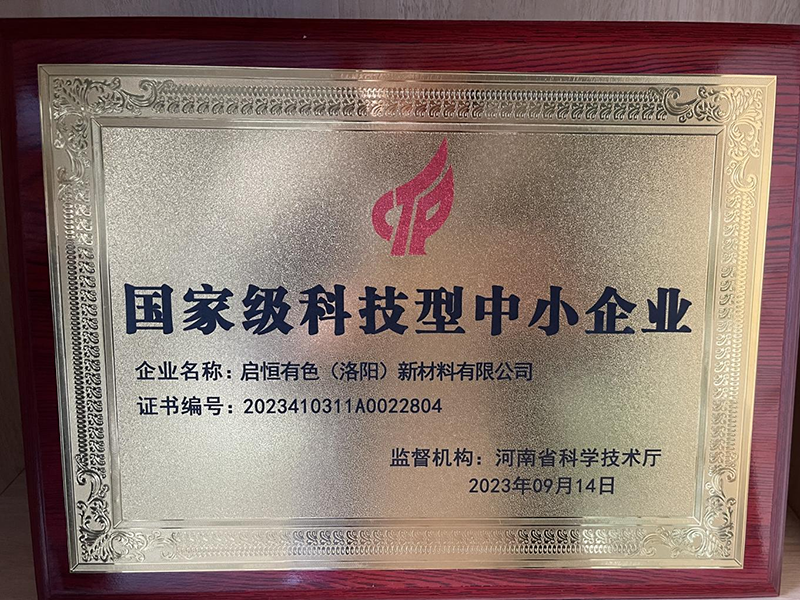 国家级科技型中小企业
企业名称：启恒有色（洛阳）新材料有限公司
证书编号：2023410311A0022804
监督机构：河南省科学技术厅
2023年09月14日